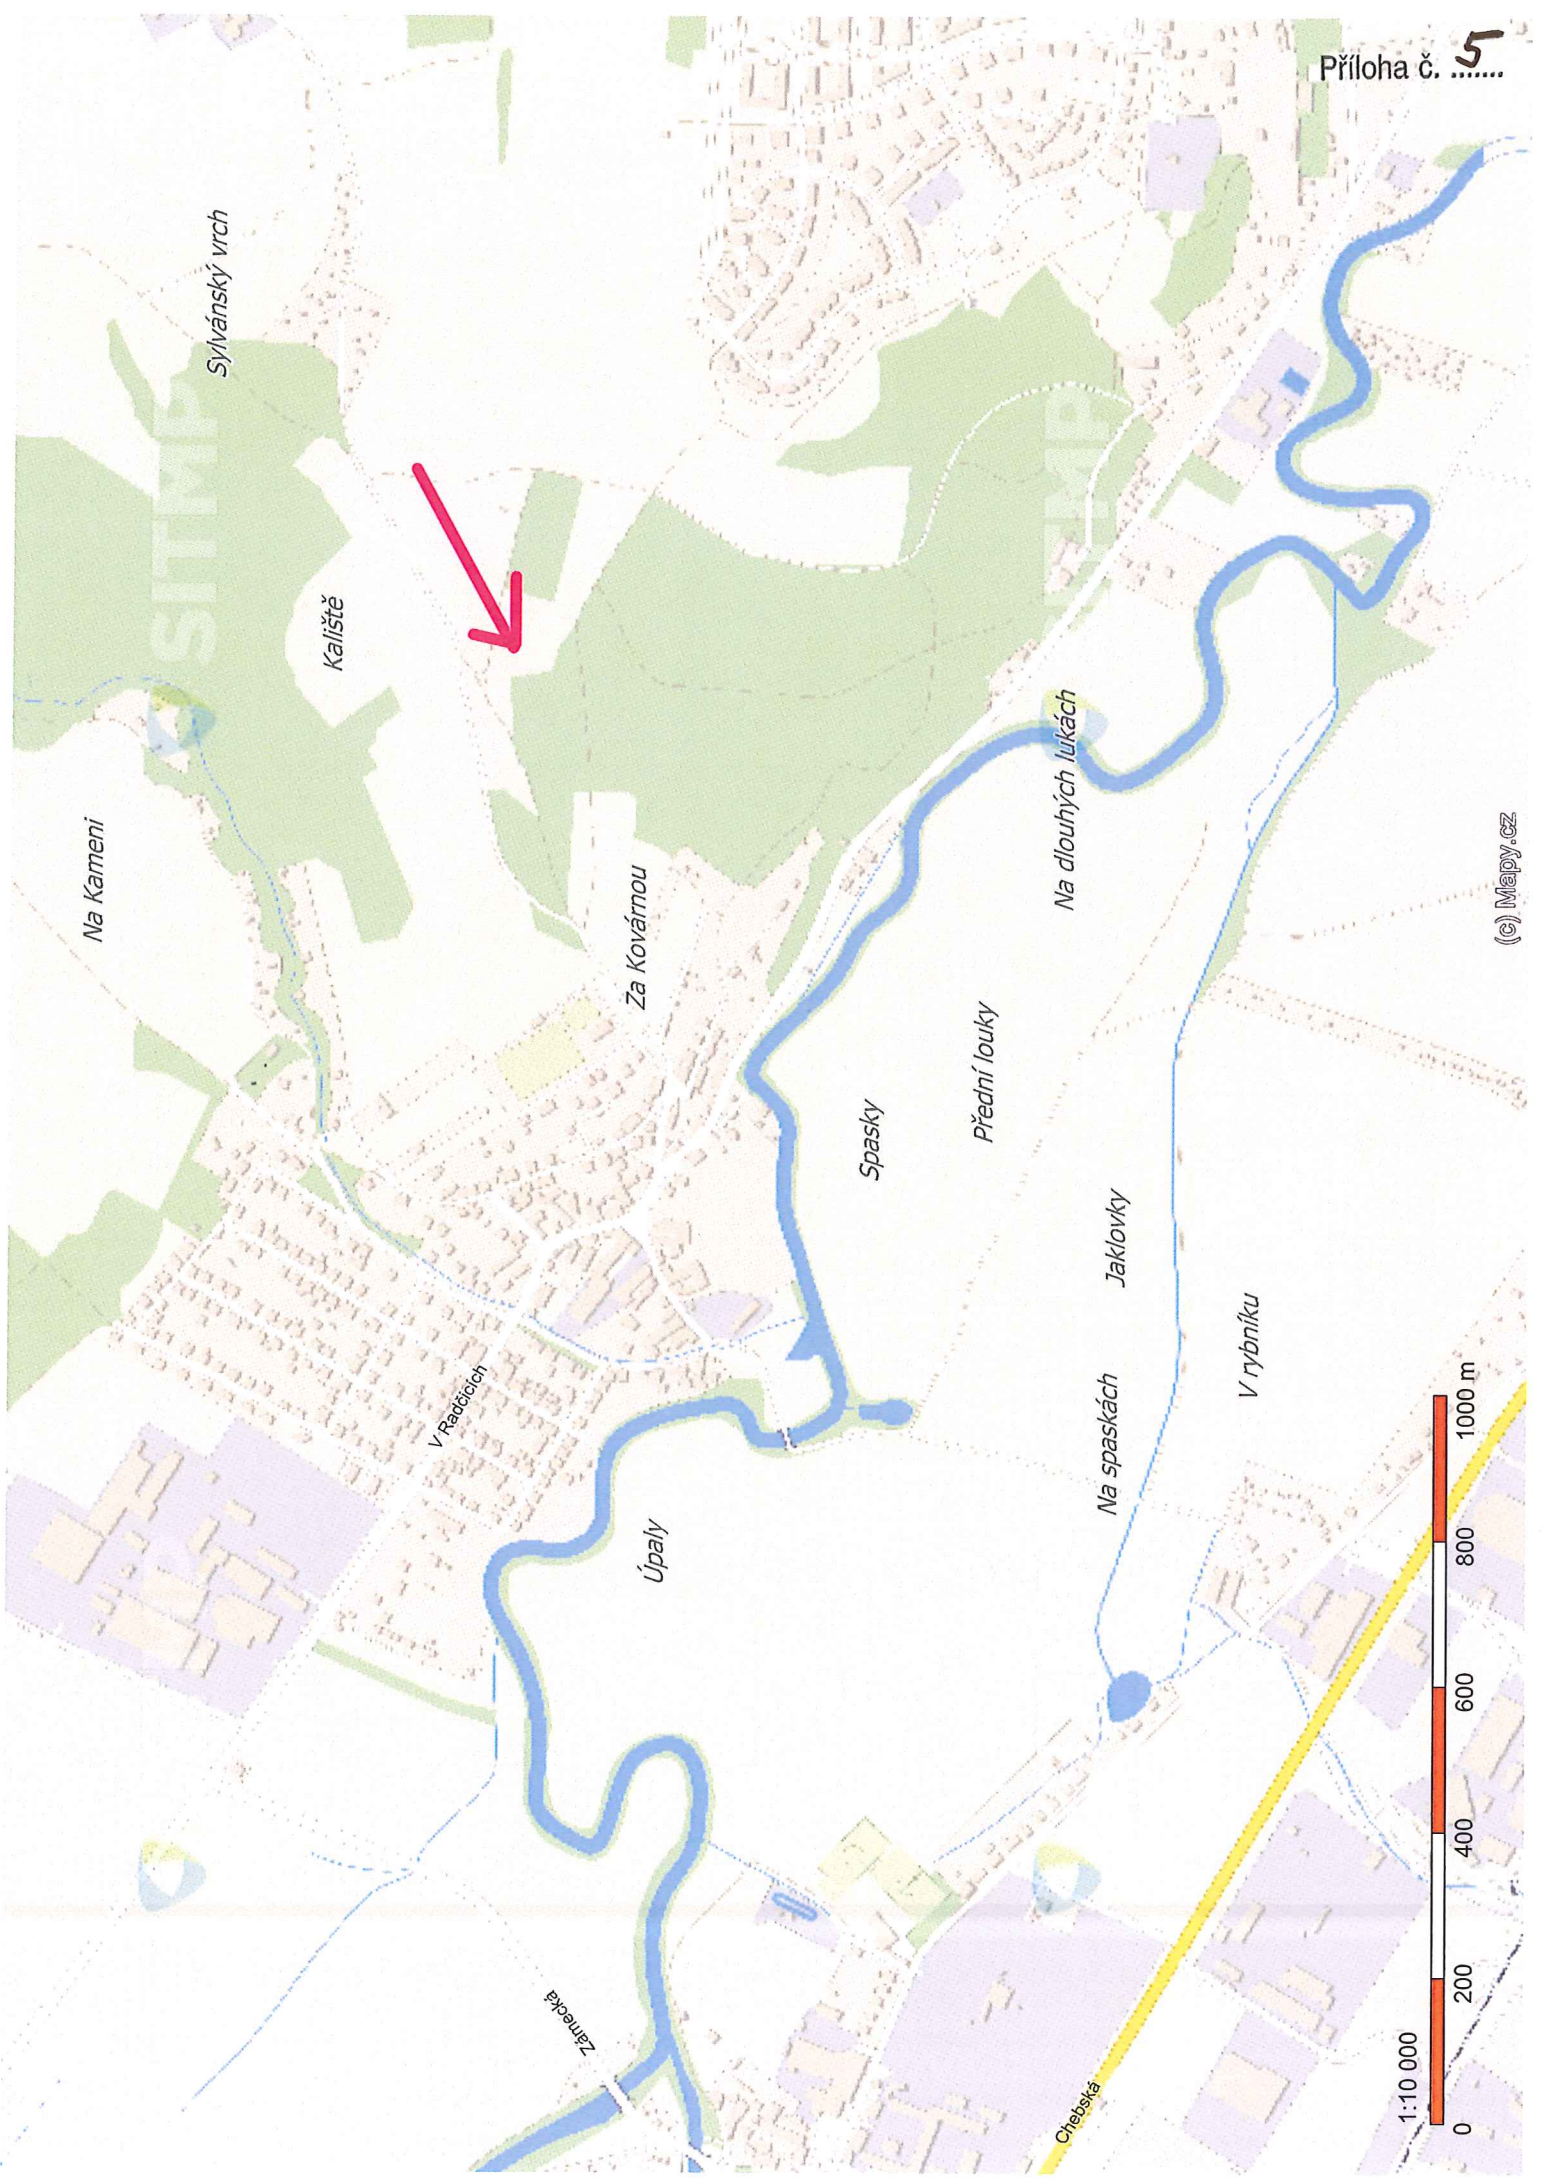 Příloha č. 5
Sylvánský vrch
SITMP
Kaliště
Na Kameni
Za Kovárnou
TMP
Na dlouhých lukách
Přední louky
Spasky
Jaklovky
V rybníku
Na spaskách
V Radčicích
Úpaly
Zámecká
Chebská
(c) Mapy.cz
1:10 000
0 200 400 600 800 1000 m